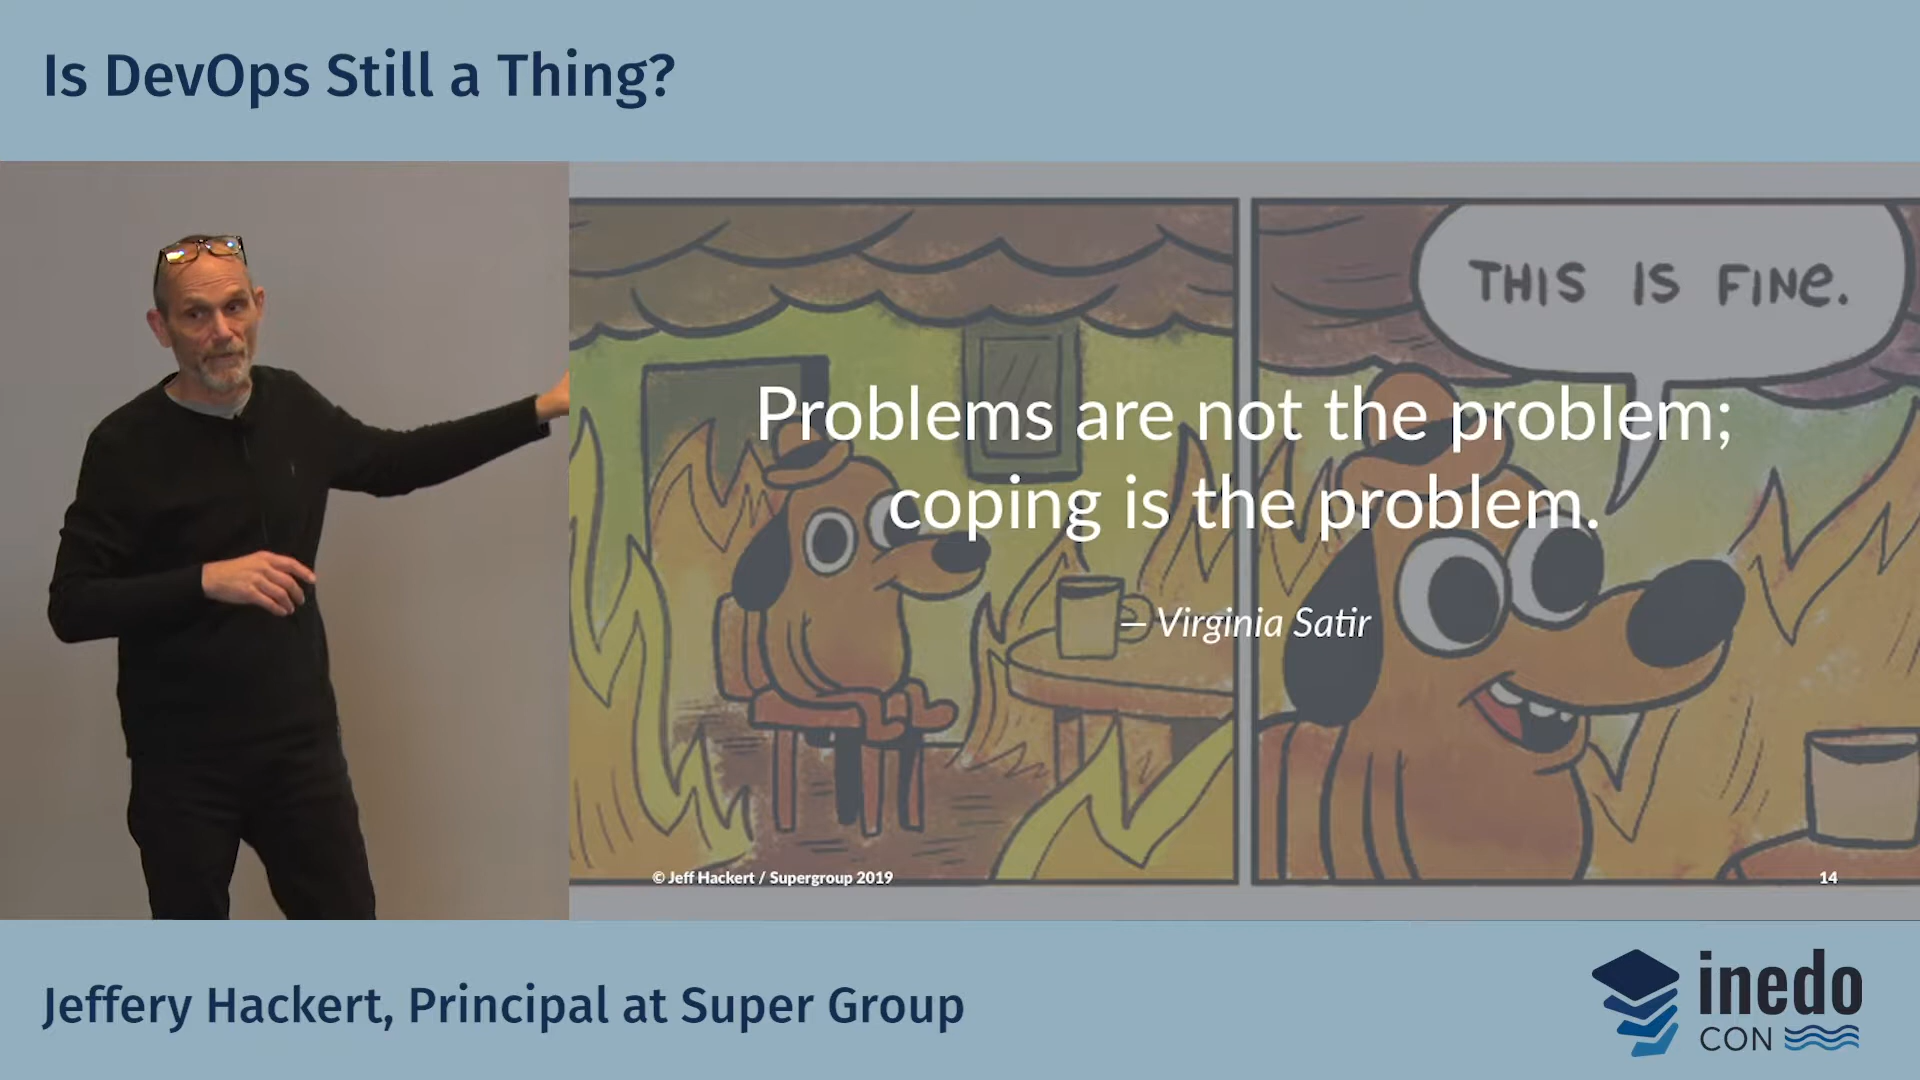 Is DevOps Still a Thing?
THIS IS FINE.
Problems are not the problem;
coping is the problem.
– Virginia Satir
© Jeff Hackert / Supergroup 2019
14
Jeffery Hackert, Principal at Super Group
inedo
CON